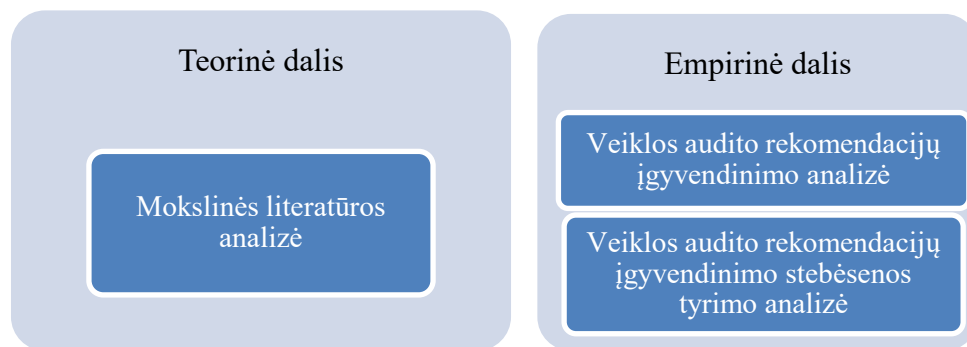 Teorinė dalis
Mokslinės literatūros
analizė
Empirinė dalis
Veiklos audito rekomendacijų
įgyvendinimo analizė
Veiklos audito rekomendacijų
įgyvendinimo stebėsenos
tyrimo analizė